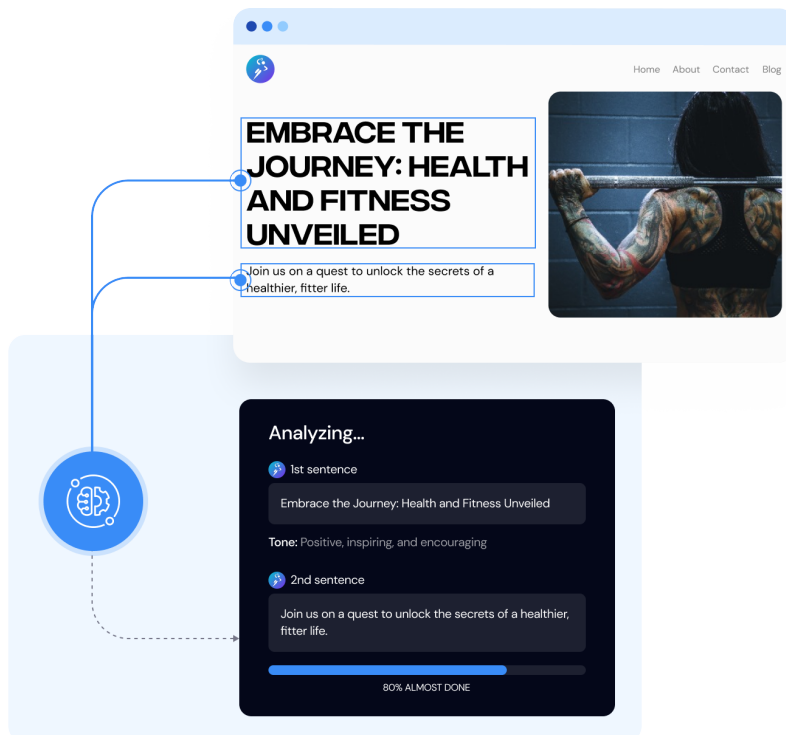 Home About Contact Blog
EMBRACE THE
JOURNEY: HEALTH
AND FITNESS
UNVEILED
Join us on a quest to unlock the secrets of a
healthier, fitter life.
Analyzing...
1st sentence
Embrace the Journey: Health and Fitness Unveiled
Tone: Positive, inspiring, and encouraging
2nd sentence
Join us on a quest to unlock the secrets of a healthier,
fitter life.
80% ALMOST DONE